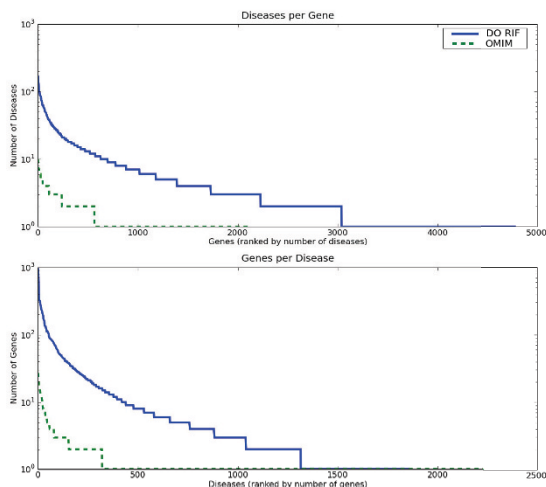 Diseases per Gene
10³
10²
10¹
10⁰
Number of Diseases
DO RIF
OMIM
0 1000 2000 3000 4000 5000
Genes (ranked by number of diseases)
Genes per Disease
10³
10²
10¹
10⁰
Number of Genes
0 500 1000 1500 2000 2500
Diseases (ranked by number of genes)